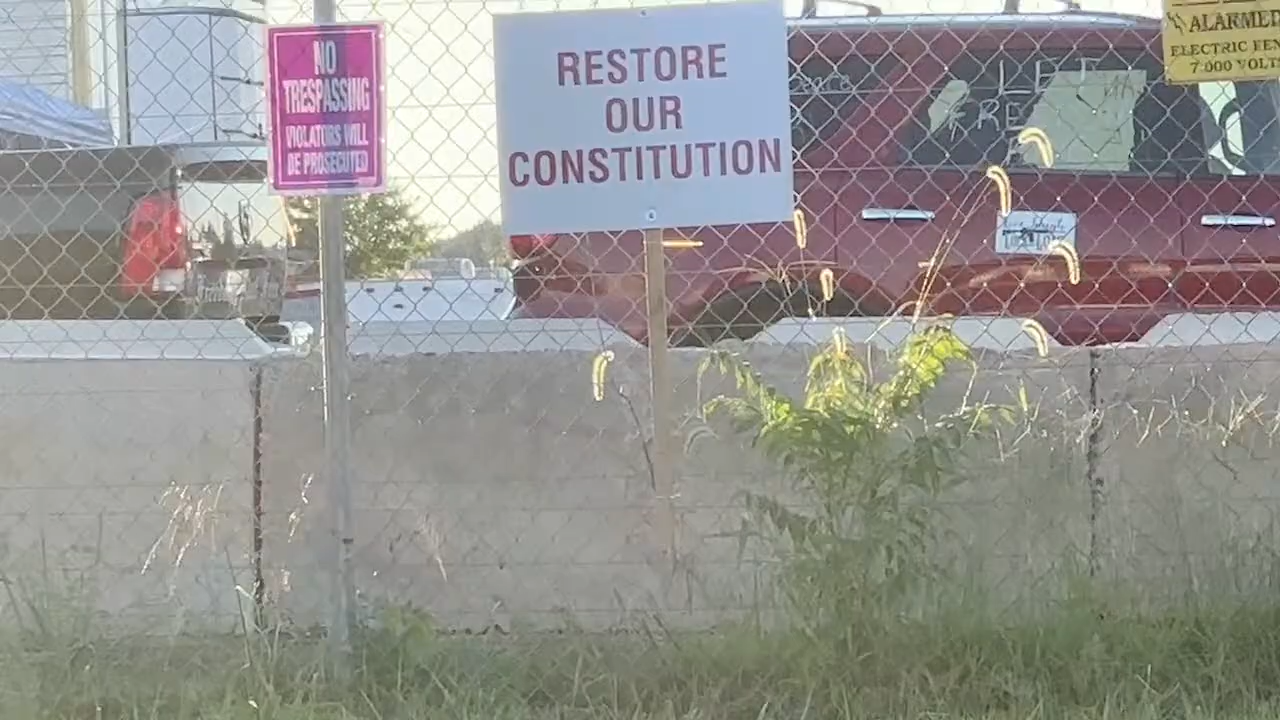 NO
TRESPASSING
VIOLATORS WILL
BE PROSECUTED
RESTORE
OUR
CONSTITUTION
ALARMED
ELECTRIC FEN
7,000 VOLTS